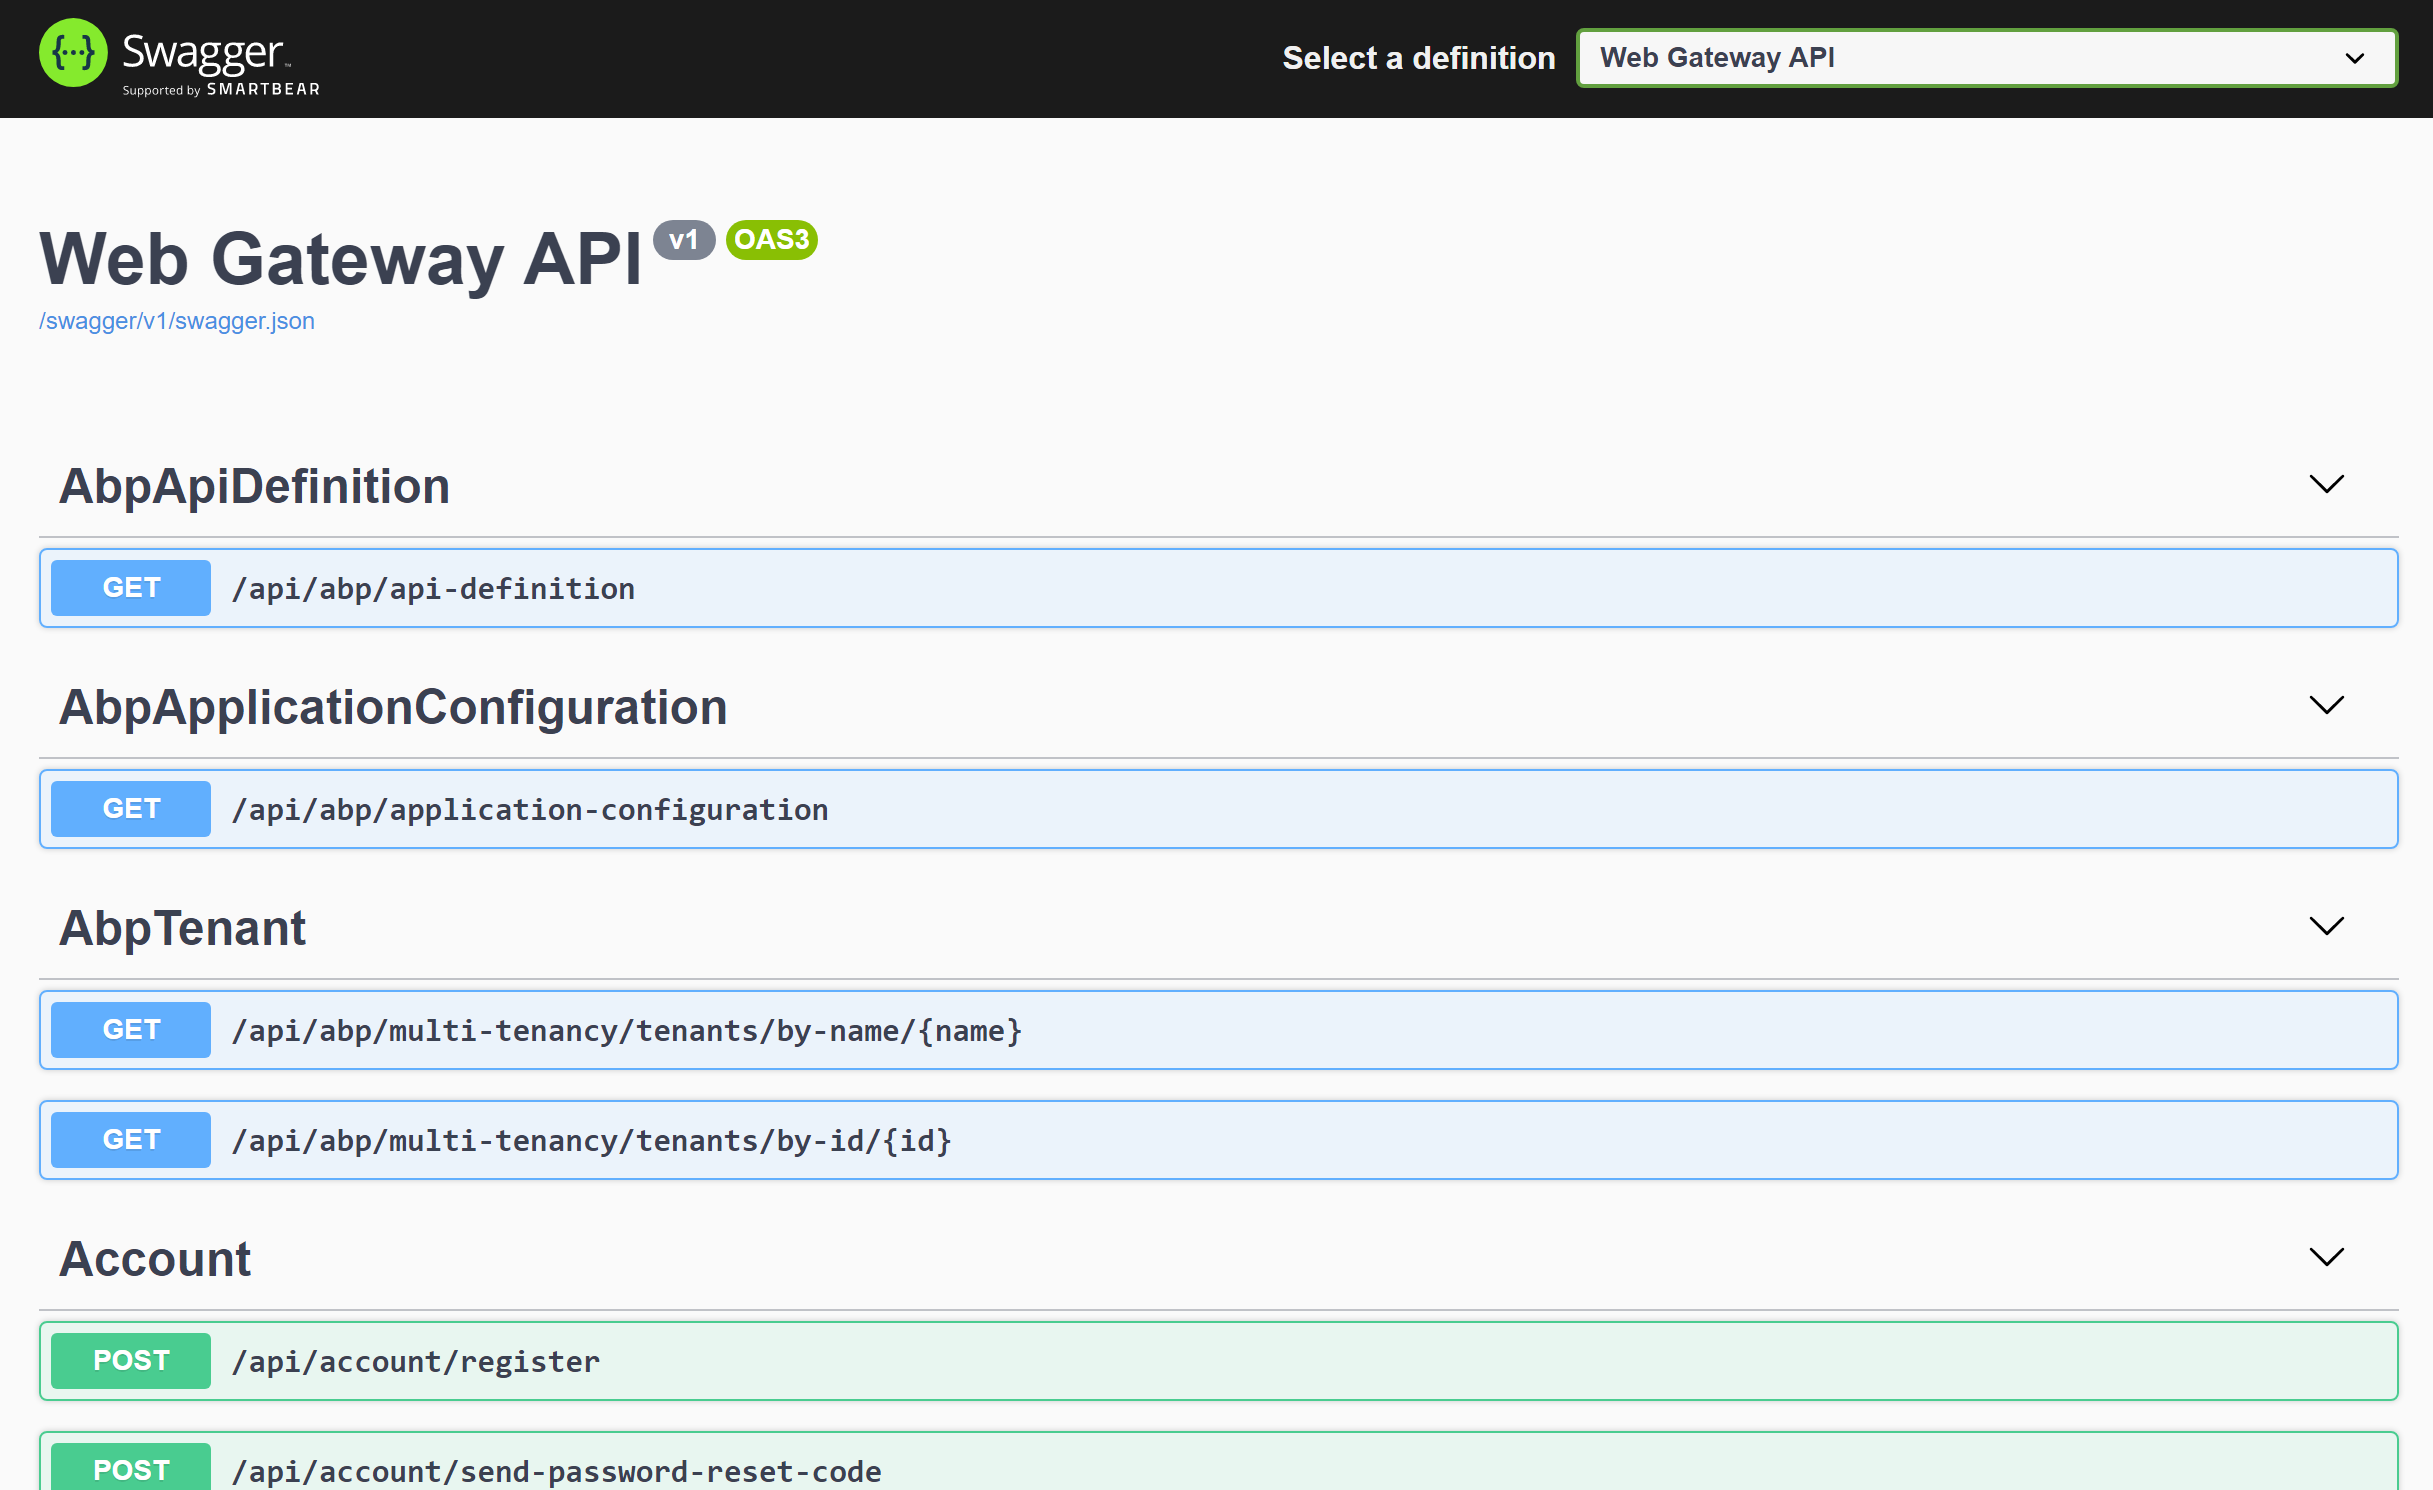 {...} Swagger™
Supported by SMARTBEAR
Select a definition
Web Gateway API
Web Gateway API v1 OAS3
/swagger/v1/swagger.json
AbpApiDefinition
GET /api/abp/api-definition
AbpApplicationConfiguration
GET /api/abp/application-configuration
AbpTenant
GET /api/abp/multi-tenancy/tenants/by-name/{name}
GET /api/abp/multi-tenancy/tenants/by-id/{id}
Account
POST /api/account/register
POST /api/account/send-password-reset-code